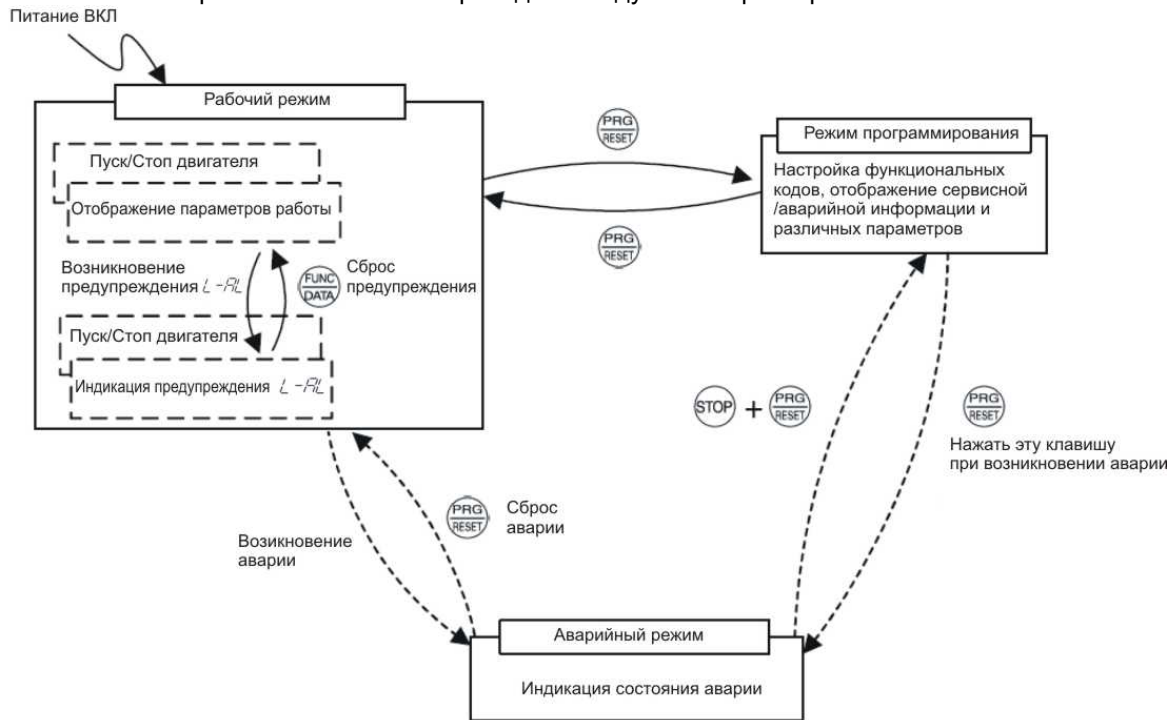 Питание ВКЛ
Рабочий режим
Пуск/Стоп двигателя
Отображение параметров работы
Возикновение
предупреждения L-AL
FUNC
DATA
Сброс
предупреждения
Пуск/Стоп двигателя
Индикация предупреждения L-AL
PRG
RESET
PRG
RESET
Режим программирования
Настройка функциональных
кодов, отображение сервисной
/аварийной информации и
различных параметров
STOP + PRG
RESET
PRG
RESET
Нажать эту клавишу
при возникновении аварии
PRG
RESET
Сброс
аварии
Возикновение
аварии
Аварийный режим
Индикация состояния аварии